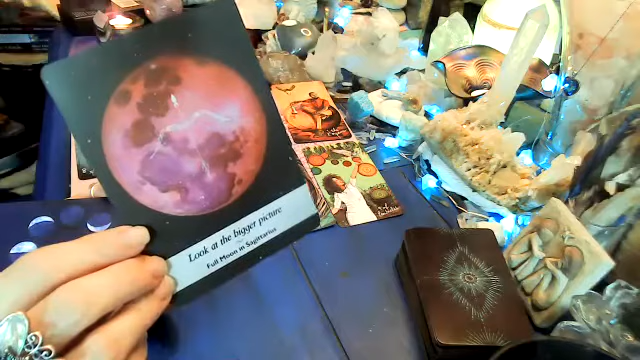 Look at the bigger picture
Full Moon in Sagittarius